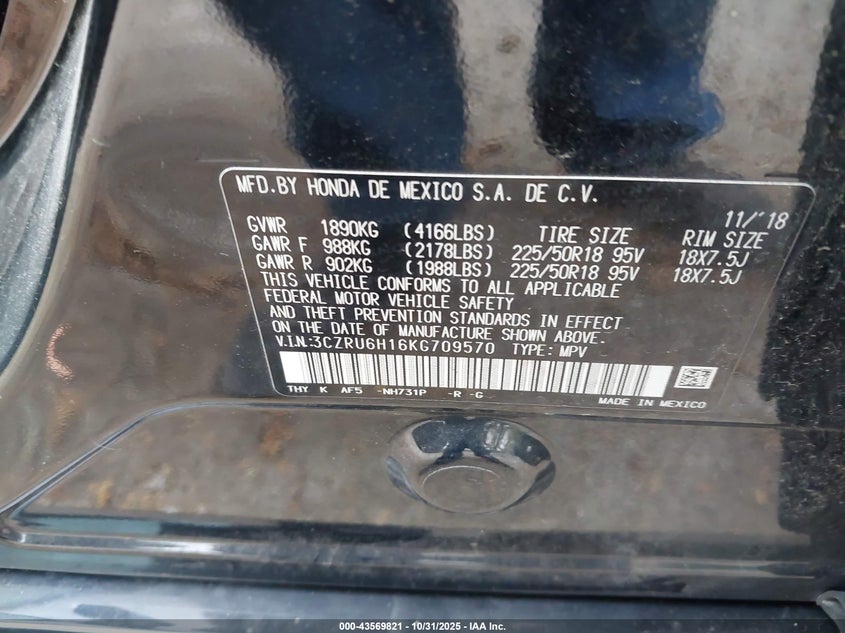 MFD.BY HONDA DE MEXICO S.A. DE C.V.
11/'18
GVWR 1890KG (4166LBS) TIRE SIZE RIM SIZE
GAWR F 988KG (2178LBS) 225/50R18 95V 18X7.5J
GAWR R 902KG (1988LBS) 225/50R18 95V 18X7.5J
THIS VEHICLE CONFORMS TO ALL APPLICABLE
FEDERAL MOTOR VEHICLE SAFETY
AND THEFT PREVENTION STANDARDS IN EFFECT
ON THE DATE OF MANUFACTURE SHOWN ABOVE.
V.I.N:3CZRU6H16KG709570 TYPE: MPV
THY K AF5 -NH731P -R -G
MADE IN MEXICO
000-43569821 | 10/31/2025 - IAA Inc.